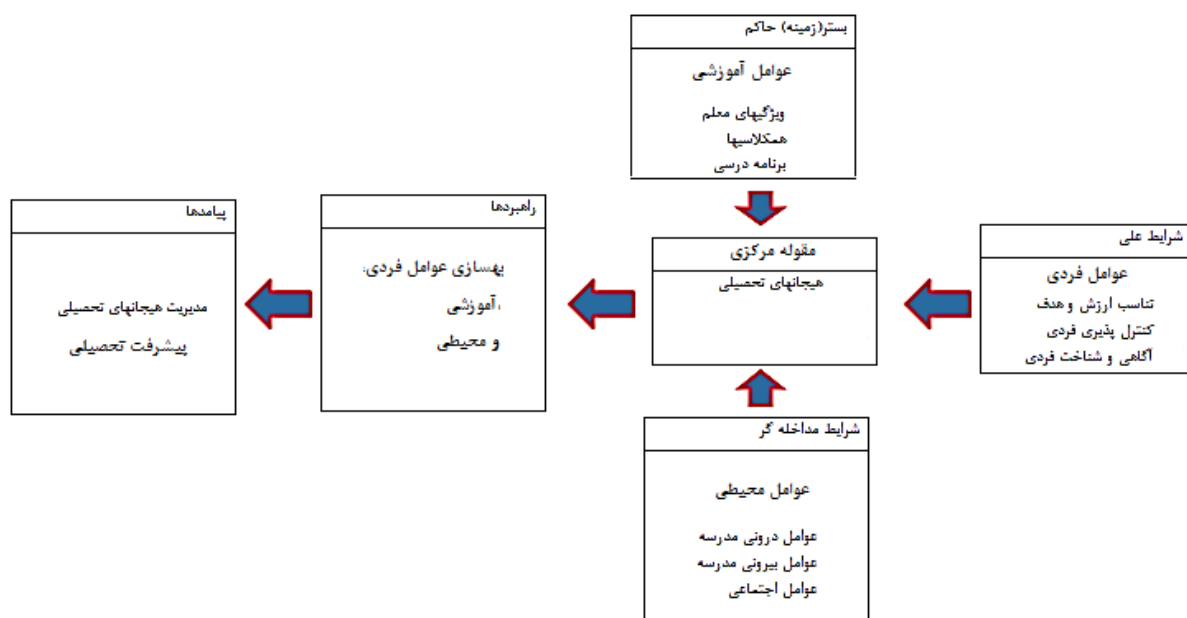 بستر(زمینه) حاکم
عوامل آموزشی
ویژگیهای معلم
همکلاسیها
برنامه درسی
شرایط علی
عوامل فردی
تناسب ارزش و هدف
کنترل پذیری فردی
آگاهی و شناخت فردی
مقوله مرکزی
هیجانهای تحصیلی
راهبردها
بهسازی عوامل فردی،
،آموزشی
و محیطی
پیامدها
مدیریت هیجانهای تحصیلی
پیشرفت تحصیلی
شرایط مداخله گر
عوامل محیطی
عوامل درونی مدرسه
عوامل بیرونی مدرسه
عوامل اجتماعی